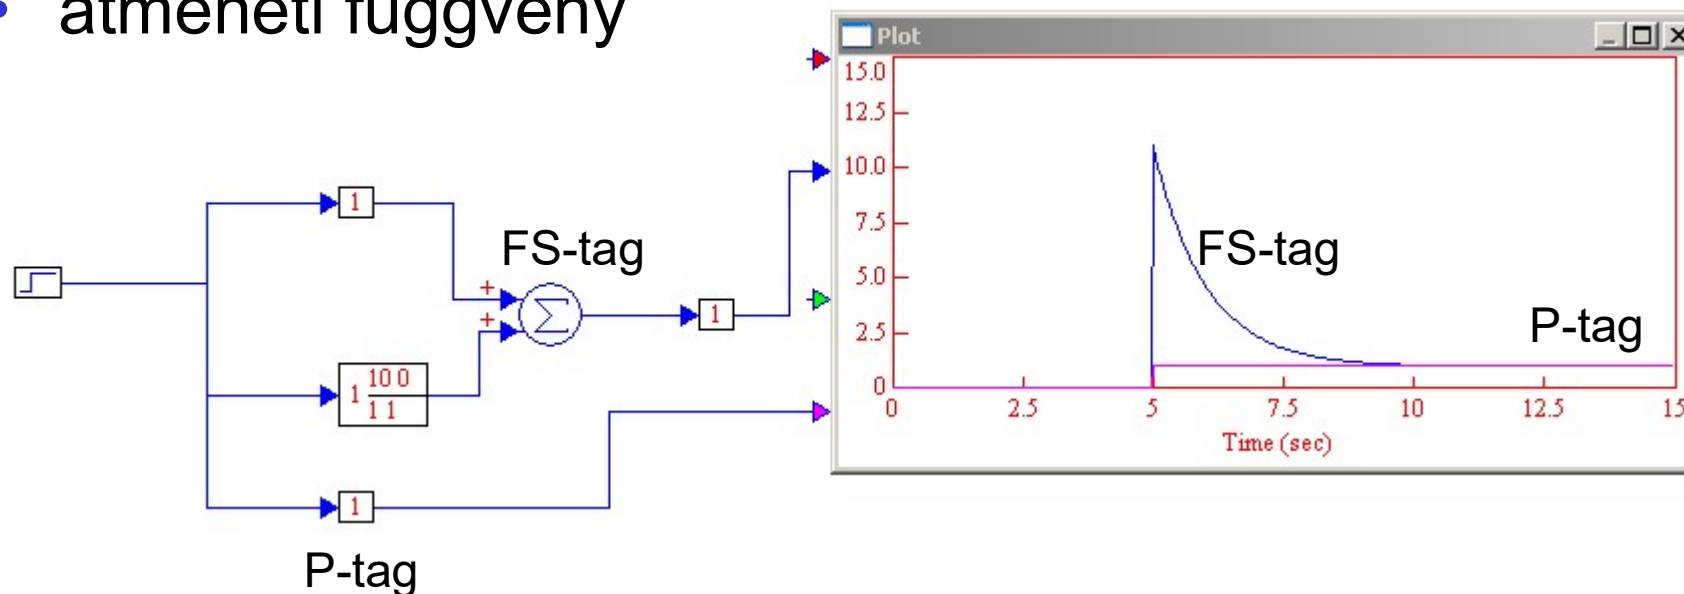 • átmeneti függvény
Plot
15.0
12.5
10.0
7.5
5.0
2.5
0
0 2.5 5 7.5 10 12.5 15
Time (sec)
FS-tag
P-tag
1
FS-tag
+
+
Σ
1
1 10 0
1 1
1
P-tag